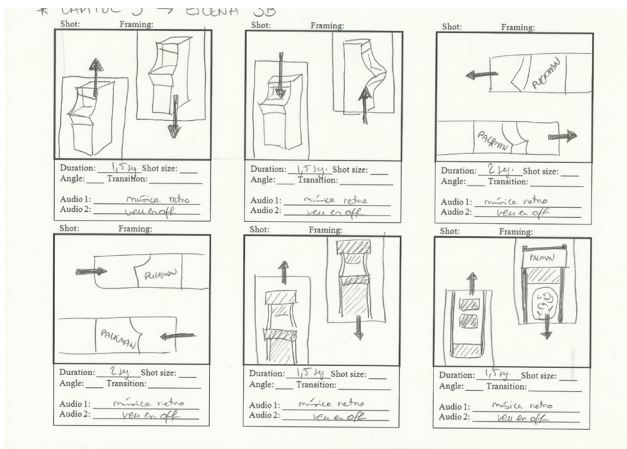 * → ESCENA
Shot: Framing:
Duration: 1,5 sg. Shot size:
Angle: Transition:
Audio 1: música retro
Audio 2: veu en off
Shot: Framing:
Duration: 1,5 sg. Shot size:
Angle: Transition:
Audio 1: música retro
Audio 2: veu en off
Shot: Framing:
PUCKMAN
PACKMAN
Duration: 2 sg. Shot size:
Angle: Transition:
Audio 1: música retro
Audio 2: veu en off
Shot: Framing:
PUCKMAN
PACKMAN
Duration: 2 sg. Shot size:
Angle: Transition:
Audio 1: música retro
Audio 2: veu en off
Shot: Framing:
Duration: 1,5 sg. Shot size:
Angle: Transition:
Audio 1: música retro
Audio 2: veu en off
Shot: Framing:
PACMAN
Duration: 1,5 sg. Shot size:
Angle: Transition:
Audio 1: música retro
Audio 2: veu en off